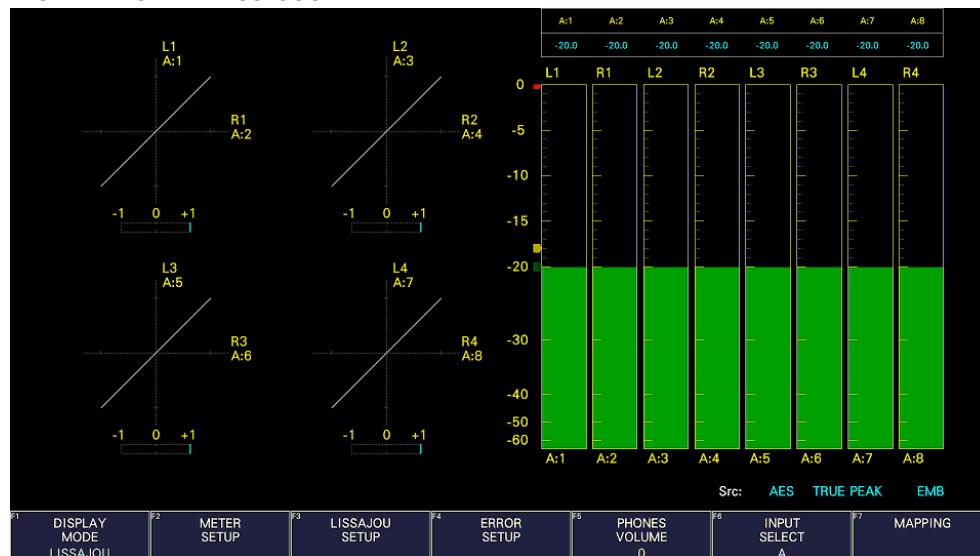 A:1 A:2 A:3 A:4 A:5 A:6 A:7 A:8
-20.0 -20.0 -20.0 -20.0 -20.0 -20.0 -20.0 -20.0
L1
A:1
R1
A:2
-1 0 +1
L2
A:3
R2
A:4
-1 0 +1
L3
A:5
R3
A:6
-1 0 +1
L4
A:7
R4
A:8
-1 0 +1
L1 R1 L2 R2 L3 R3 L4 R4
0
-5
-10
-15
-20
-30
-40
-50
-60
A:1 A:2 A:3 A:4 A:5 A:6 A:7 A:8
Src: AES TRUE PEAK EMB
F1 DISPLAY MODE LISSAJOU
F2 METER SETUP
F3 LISSAJOU SETUP
F4 ERROR SETUP
F5 PHONES VOLUME 0
F6 INPUT SELECT A
F7 MAPPING